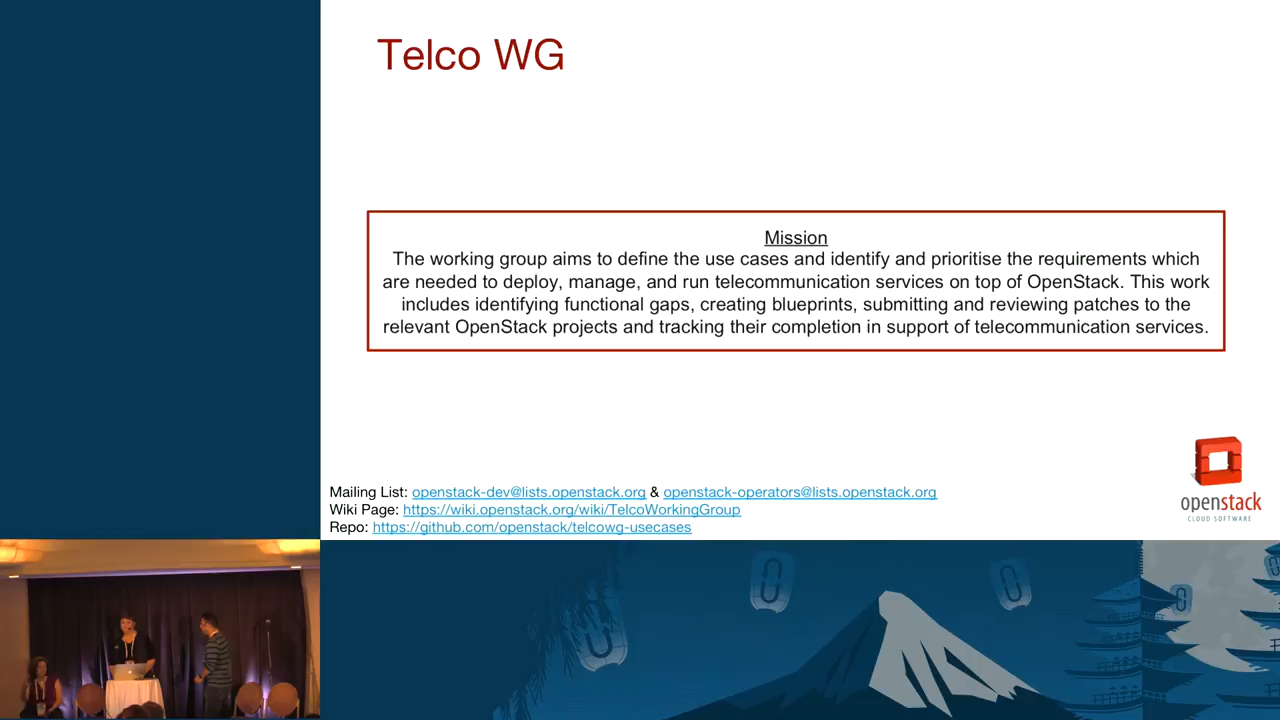 Telco WG
Mission
The working group aims to define the use cases and identify and prioritise the requirements which
are needed to deploy, manage, and run telecommunication services on top of OpenStack. This work
includes identifying functional gaps, creating blueprints, submitting and reviewing patches to the
relevant OpenStack projects and tracking their completion in support of telecommunication services.
Mailing List: openstack-dev@lists.openstack.org & openstack-operators@lists.openstack.org
Wiki Page: https://wiki.openstack.org/wiki/TelcoWorkingGroup
Repo: https://github.com/openstack/telcowg-usecases
openstack
CLOUD SOFTWARE